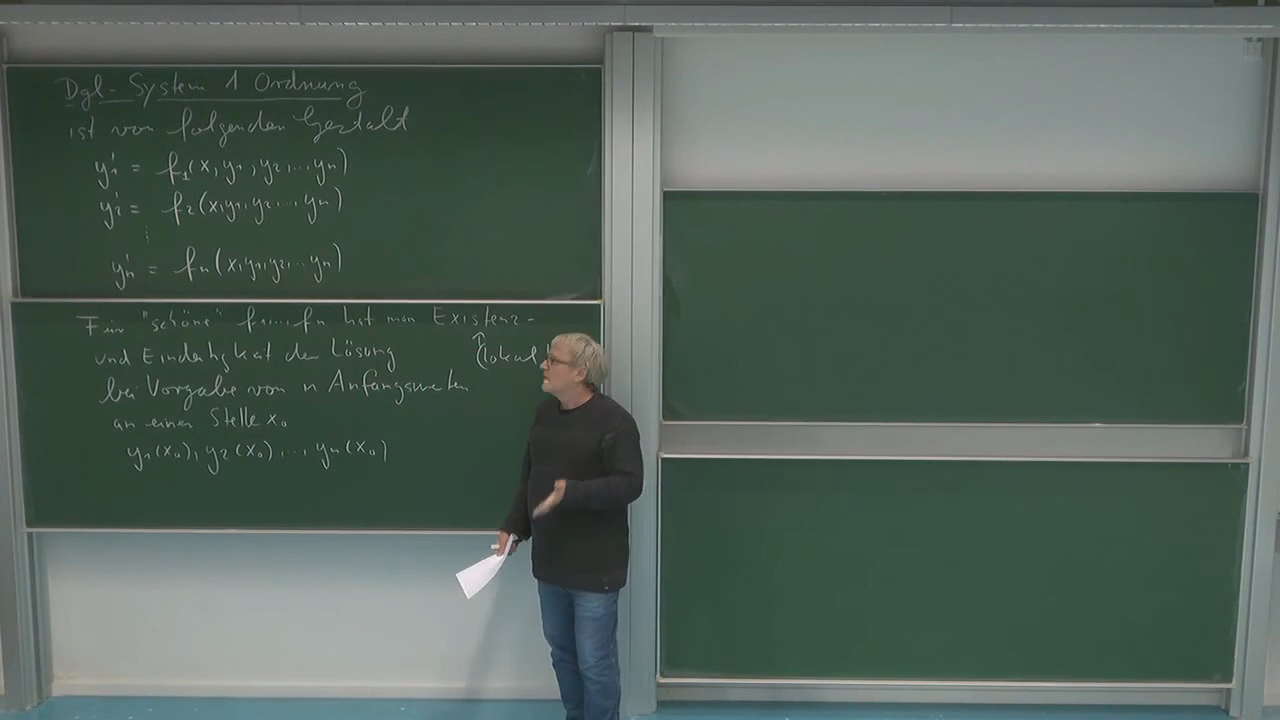 Dgl-System 1 Ordnung
ist von folgenden Gestalt
y₁' = f₁(x, y₁, y₂, ... yₙ)
y₂' = f₂(x, y₁, y₂ ... yₙ)
⋮
yₙ' = fₙ(x, y₁, y₂, ... yₙ)
Für "schöne" f₁, ... fₙ hat man Existenz-
und Eindeutigkeit der Lösung ↑ (lokal
bei Vorgabe von n Anfangswerten
an einer Stelle x₀
y₁(x₀), y₂(x₀), ..., yₙ(x₀)